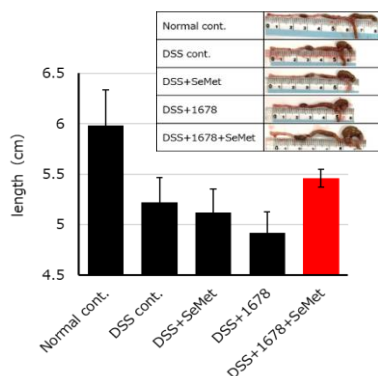 Normal cont.
DSS cont.
DSS+SeMet
DSS+1678
DSS+1678+SeMet
6.5
6
5.5
5
4.5
length（cm）
Normal cont.
DSS cont.
DSS+SeMet
DSS+1678
DSS+1678+SeMet